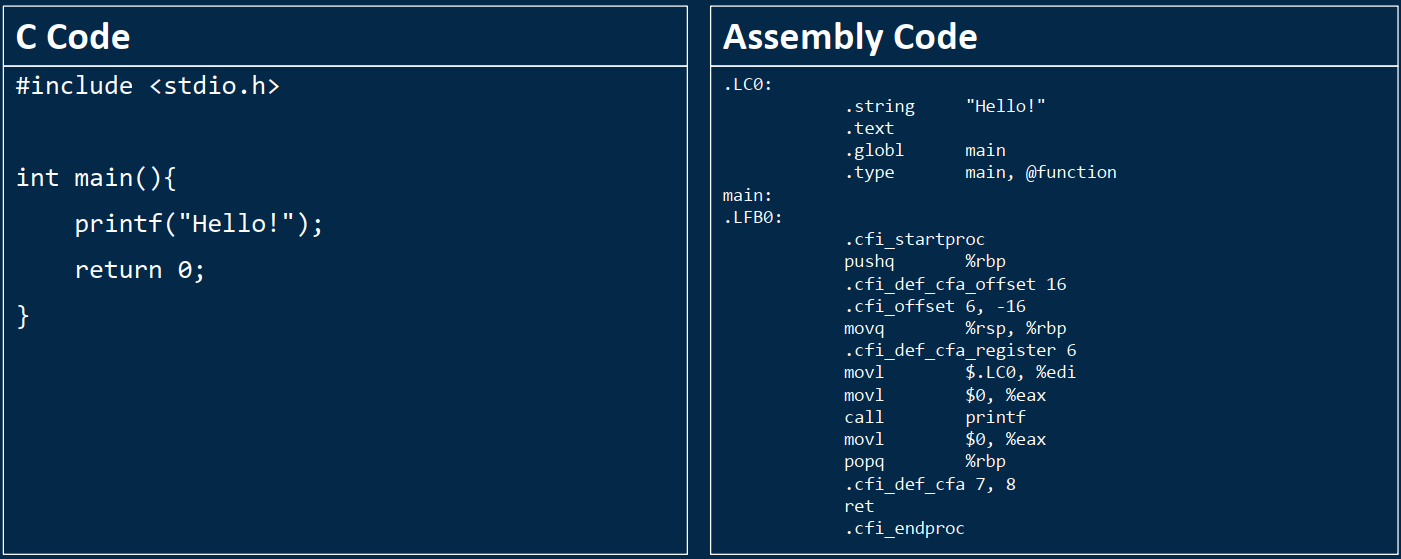 C Code
#include <stdio.h>
int main(){
    printf("Hello!");
    return 0;
}
Assembly Code
.LC0:
            .string     "Hello!"
            .text
            .globl      main
            .type       main, @function
main:
.LFB0:
            .cfi_startproc
            pushq       %rbp
            .cfi_def_cfa_offset 16
            .cfi_offset 6, -16
            movq        %rsp, %rbp
            .cfi_def_cfa_register 6
            movl        $.LC0, %edi
            movl        $0, %eax
            call        printf
            movl        $0, %eax
            popq        %rbp
            .cfi_def_cfa 7, 8
            ret
            .cfi_endproc